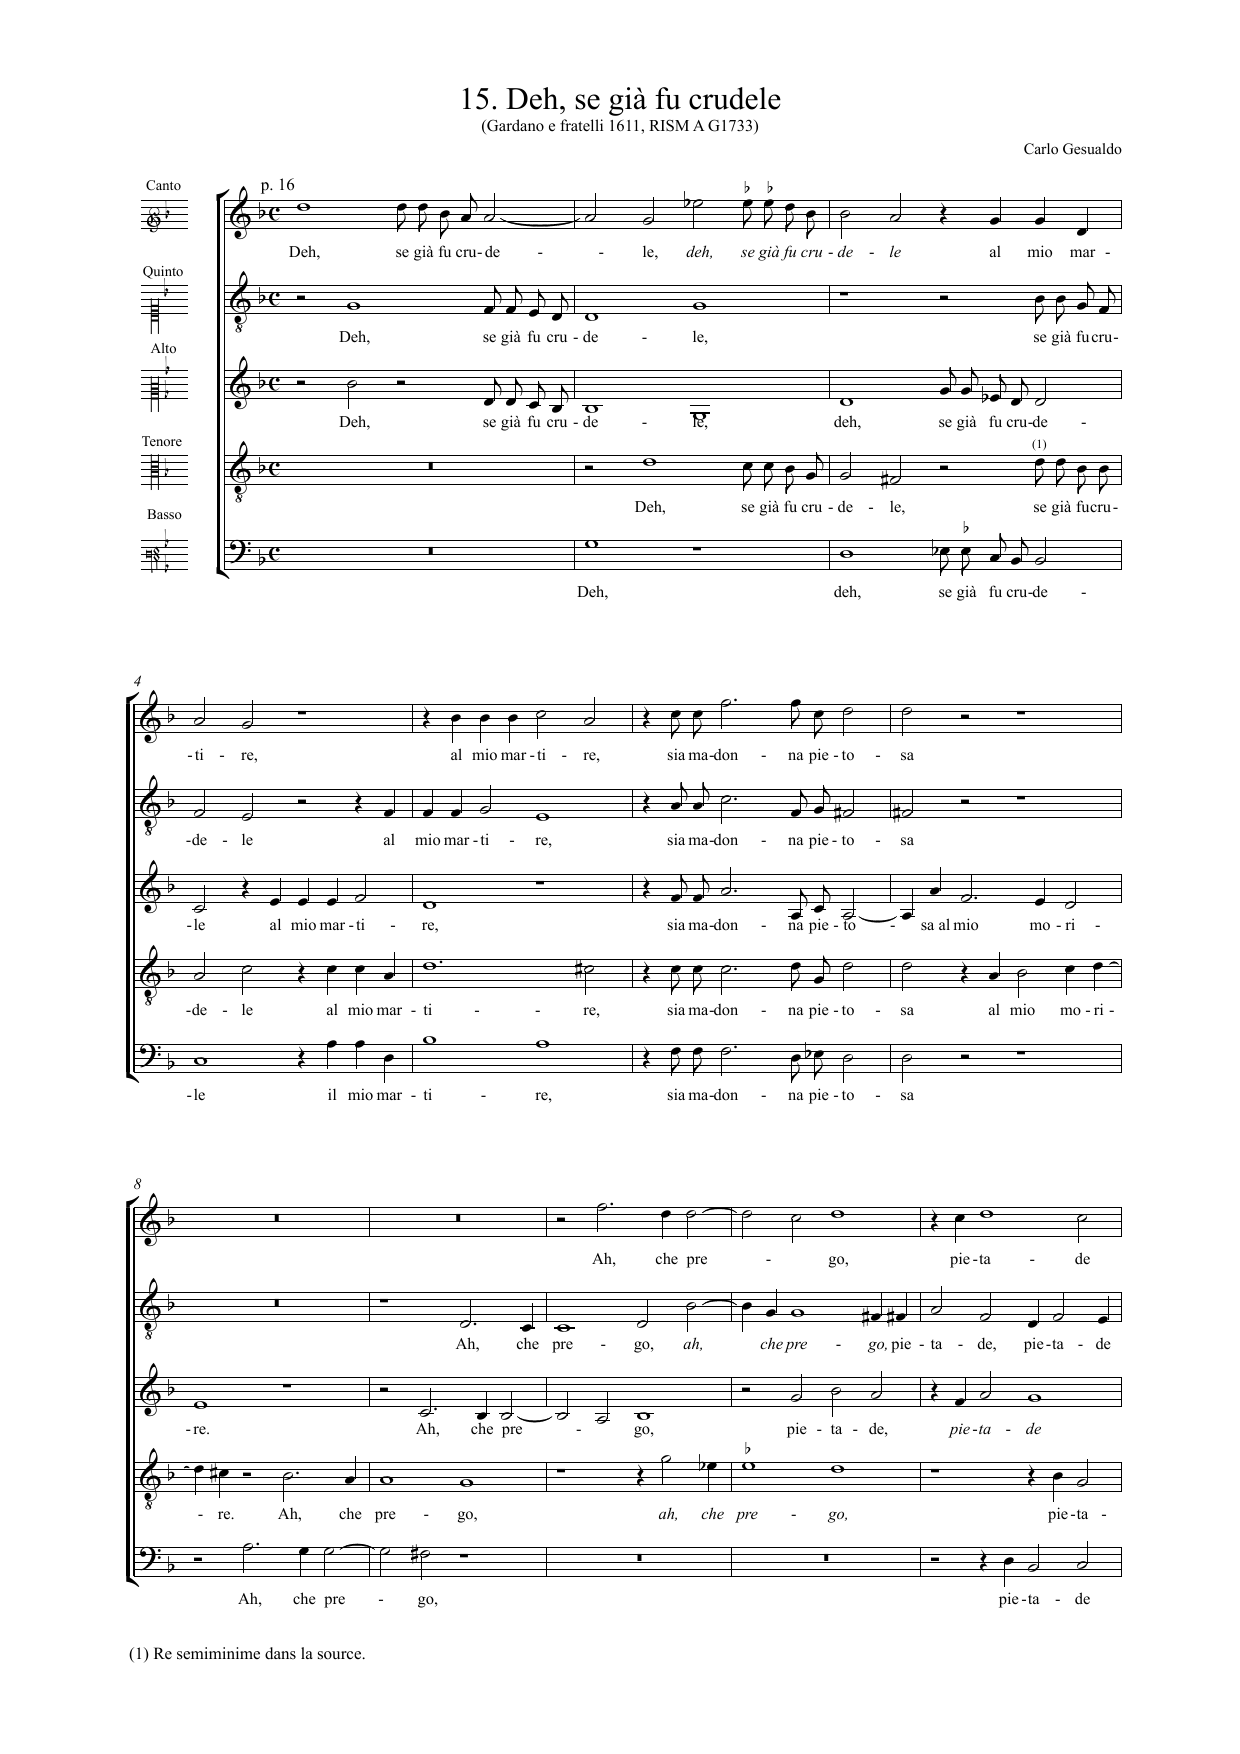 15. Deh, se già fu crudele
(Gardano e fratelli 1611, RISM A G1733)
Carlo Gesualdo
Canto
p. 16
Deh, se già fu cru-de - - le, deh, se già fu cru - de - le al mio mar -
Quinto
8
Deh, se già fu cru - de - le, se già fu cru-
Alto
Deh, se già fu cru - de - le, deh, se già fu cru-de -
Tenore
(1)
8
Deh, se già fu cru - de - le, se già fu cru-
Basso
Deh, deh, se già fu cru-de -
4
-ti - re, al mio mar - ti - re, sia ma-don - na pie - to - sa
8
-de - le al mio mar - ti - re, sia ma-don - na pie - to - sa
-le al mio mar - ti - re, sia ma-don - na pie - to - sa al mio mo - ri -
8
-de - le al mio mar - ti - re, sia ma-don - na pie - to - sa al mio mo - ri -
-le il mio mar - ti - re, sia ma-don - na pie - to - sa
8
Ah, che pre - go, pie - ta - de
8
Ah, che pre - go, ah, che pre - go, pie - ta - de, pie - ta - de
-re. Ah, che pre - go, pie - ta - de, pie - ta - de
8
- re. Ah, che pre - go, ah, che pre - go, pie - ta -
Ah, che pre - go, pie - ta - de
(1) Re semiminime dans la source.